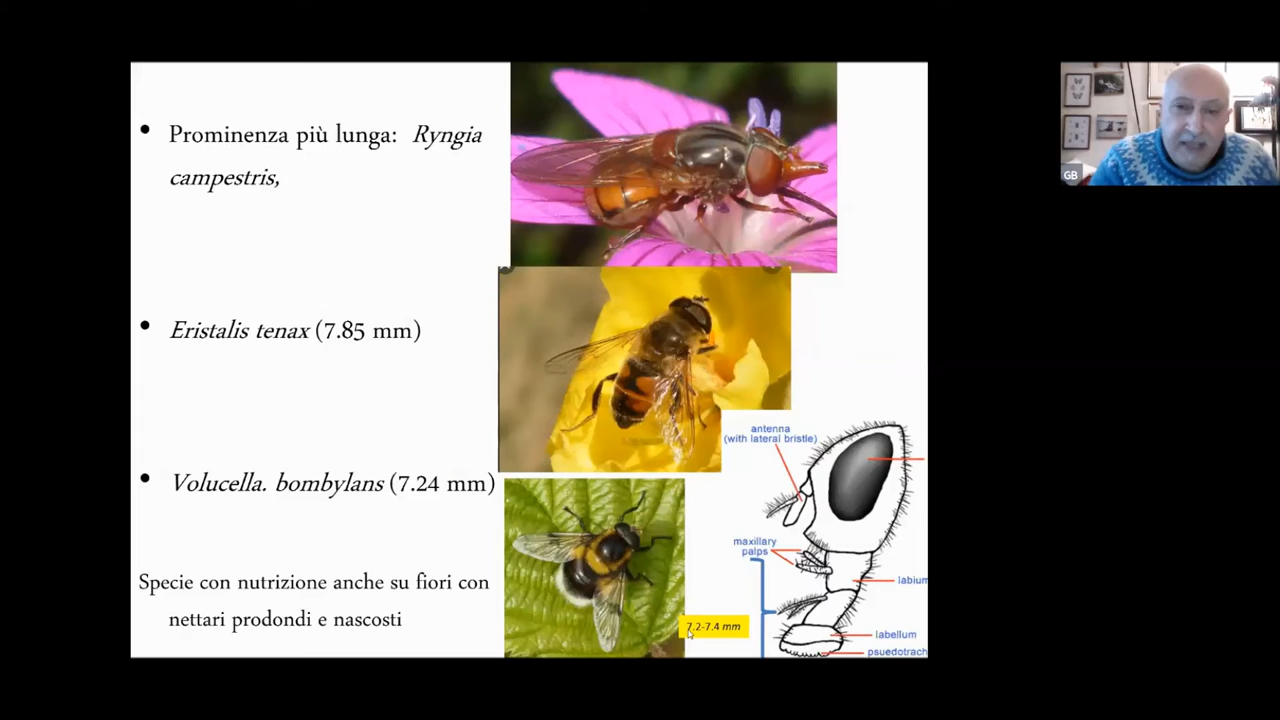 • Prominenza più lunga: Ryngia
campestris,
• Eristalis tenax (7.85 mm)
• Volucella. bombylans (7.24 mm)
Specie con nutrizione anche su fiori con
nettari prodondi e nascosti
7.2-7.4 mm
antenna
(with lateral bristle)
maxillary
palps
labium
labellum
psuedotrach
GB